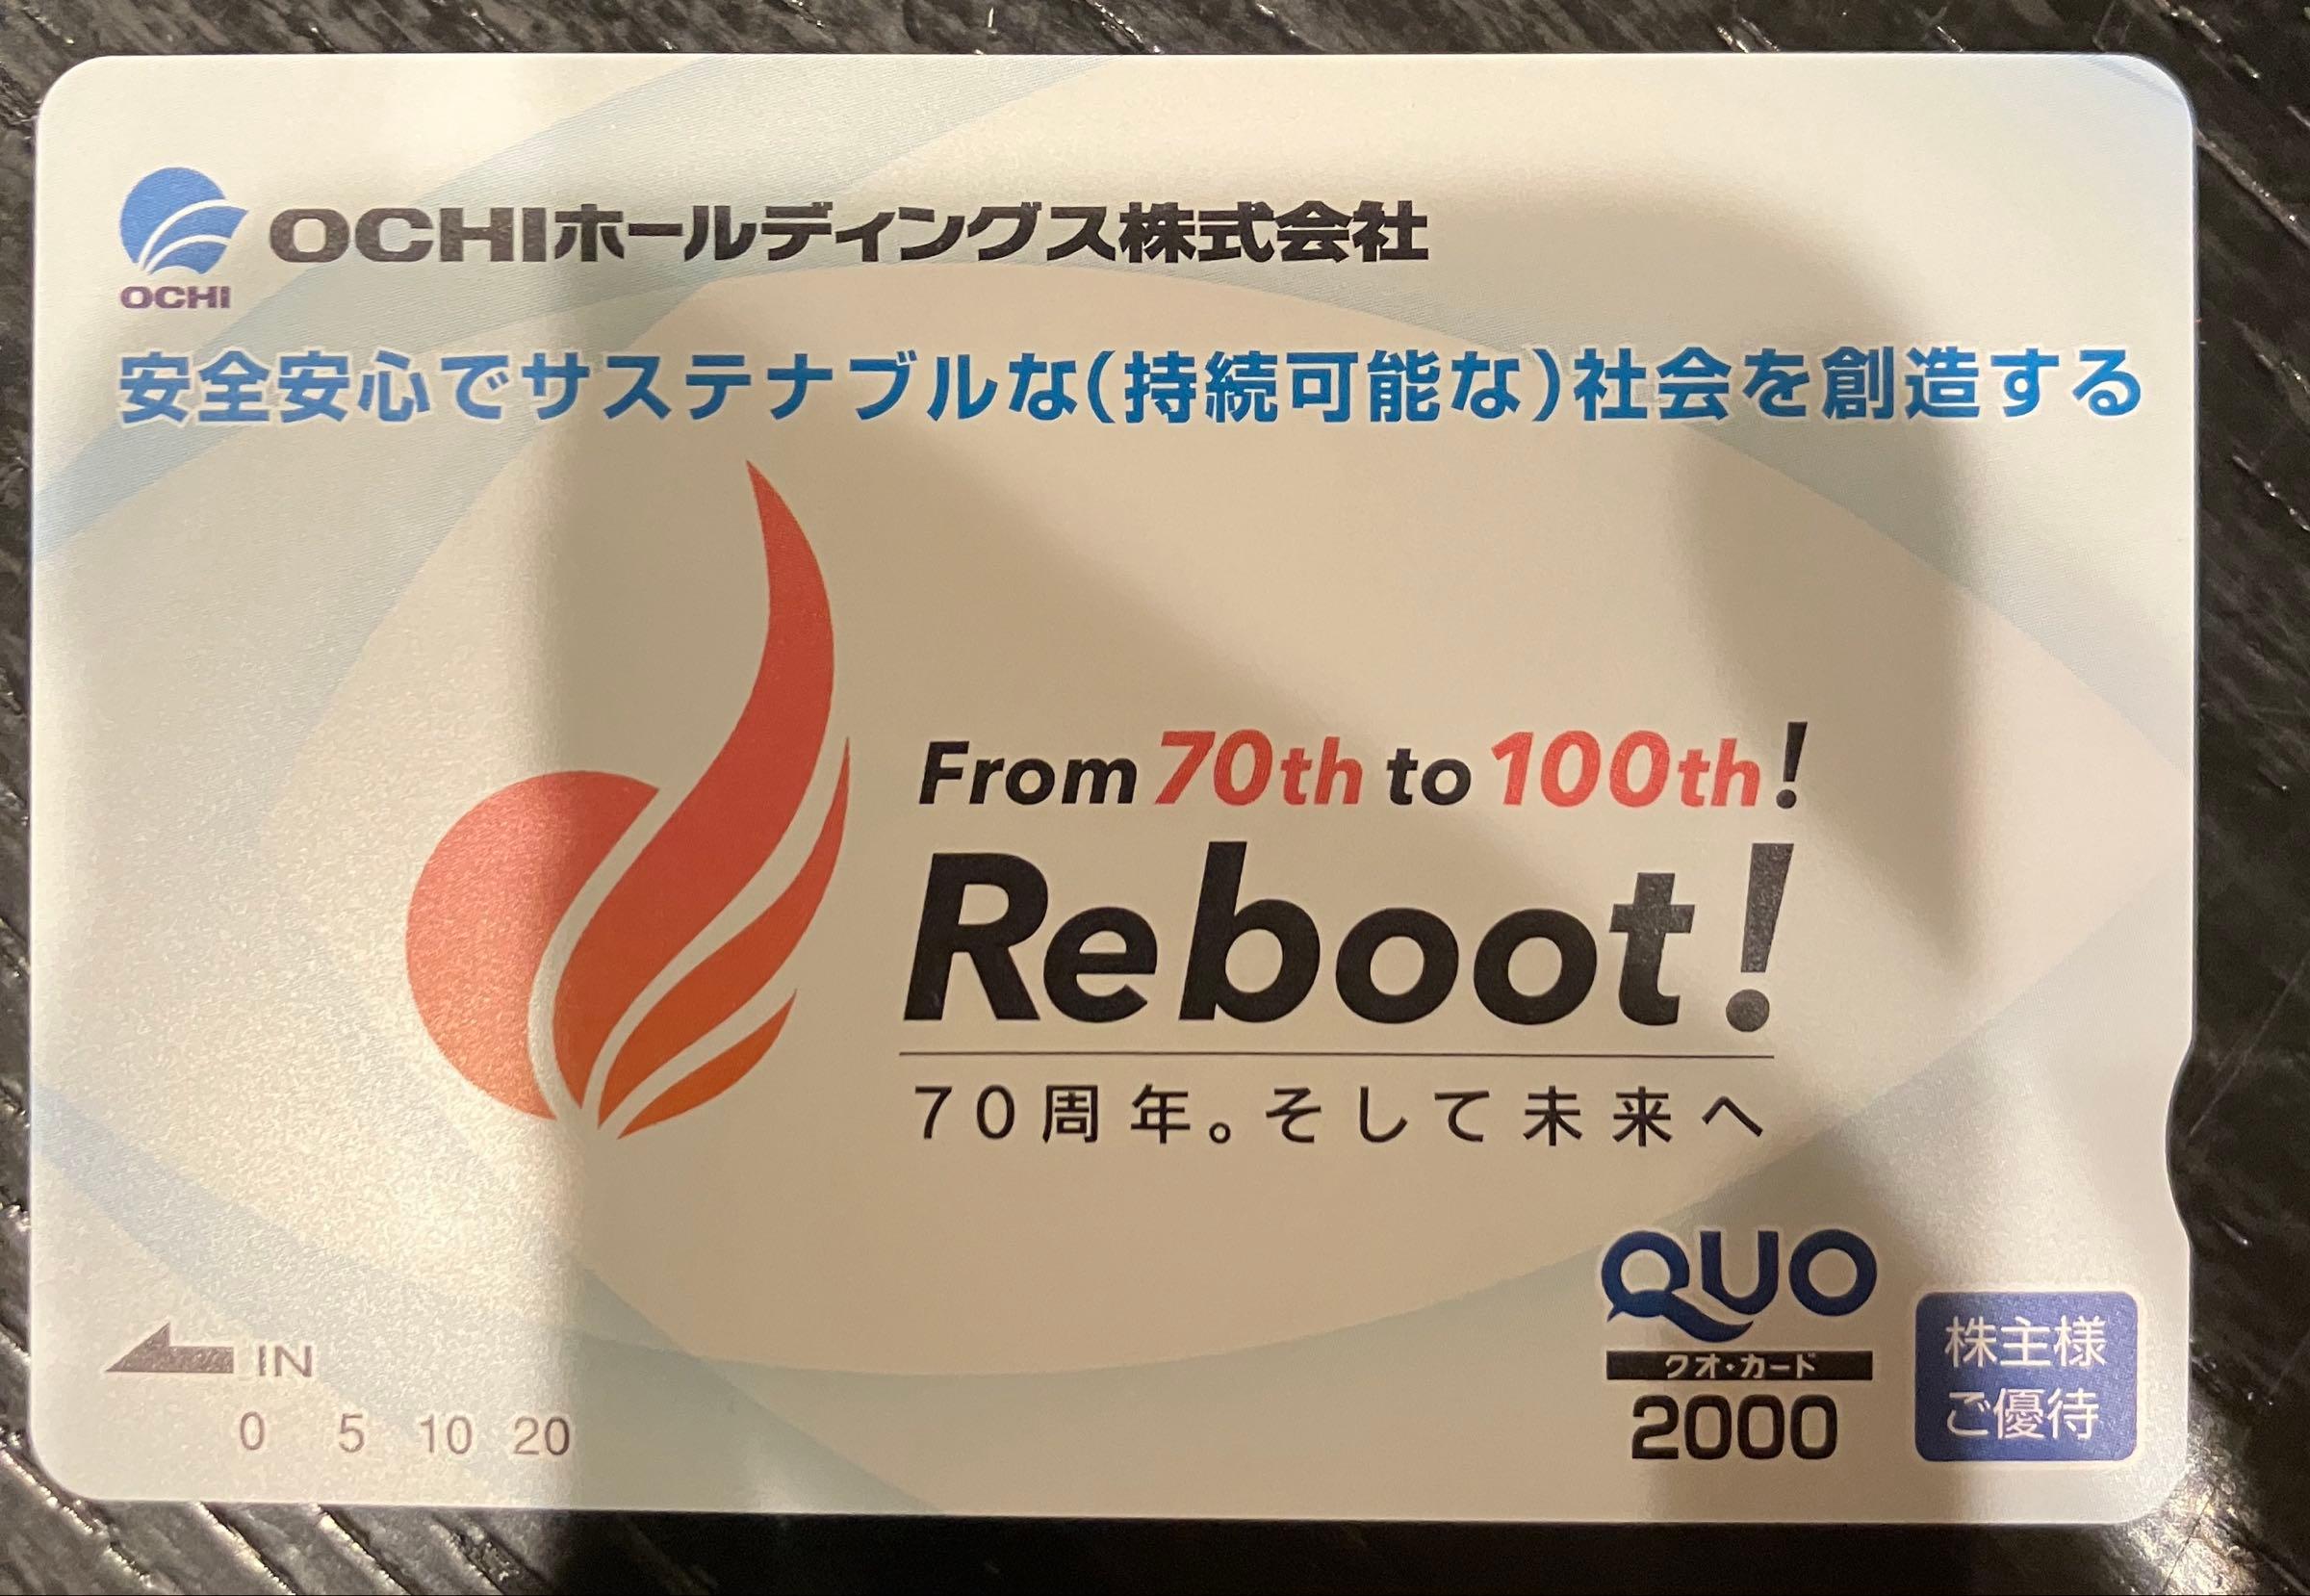 OCHIホールディングス株式会社
OCHI
安全安心でサステナブルな(持続可能な)社会を創造する
From 70th to 100th!
Reboot!
70周年。そして未来へ
QUO
クオ・カード
2000
株主様
ご優待
IN
0 5 10 20